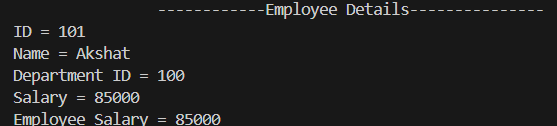 ------------Employee Details---------------
ID = 101
Name = Akshat
Department ID = 100
Salary = 85000
Employee Salary = 85000